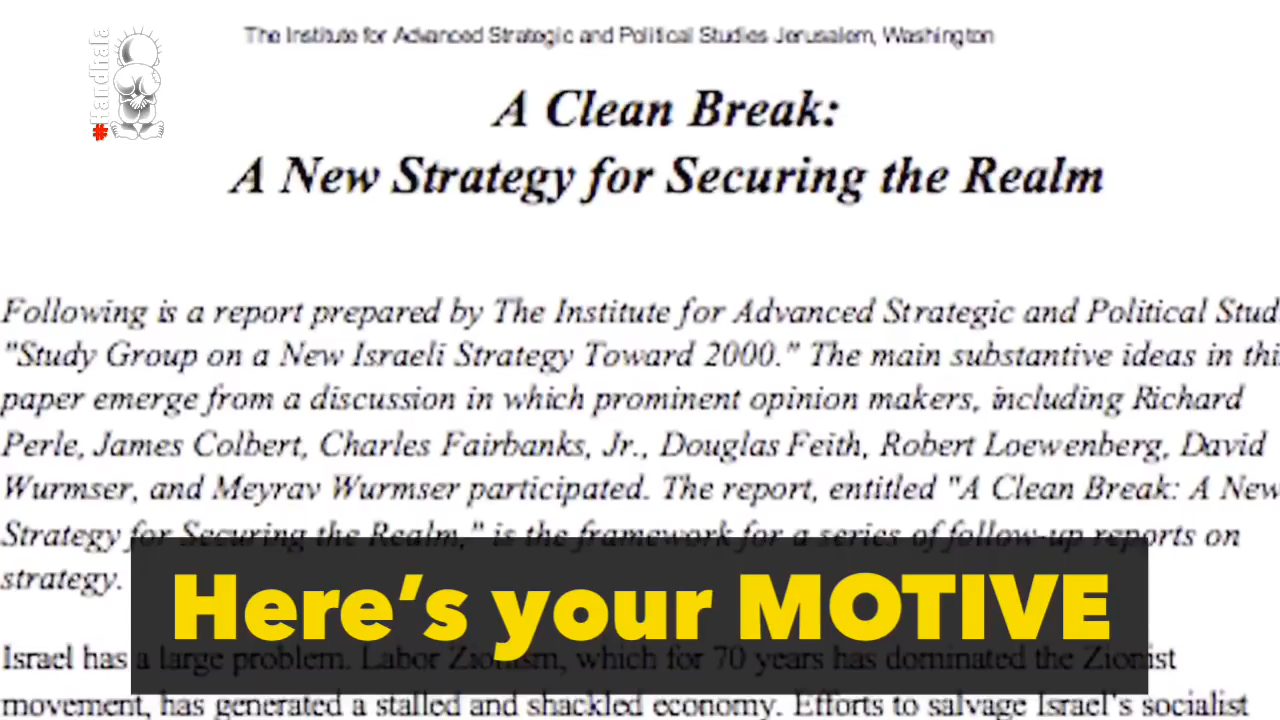 #Handhala
The Institute for Advanced Strategic and Political Studies Jerusalem, Washington
A Clean Break:
A New Strategy for Securing the Realm
Following is a report prepared by The Institute for Advanced Strategic and Political Stud
"Study Group on a New Israeli Strategy Toward 2000.” The main substantive ideas in thi
paper emerge from a discussion in which prominent opinion makers, including Richard
Perle, James Colbert, Charles Fairbanks, Jr., Douglas Feith, Robert Loewenberg, David
Wurmser, and Meyrav Wurmser participated. The report, entitled "A Clean Break: A New
Strategy for Securing the Realm," is the framework for a series of follow-up reports on
strategy.
Here’s your MOTIVE
Israel has a large problem. Labor Zionism, which for 70 years has dominated the Zionist
movement, has generated a stalled and shackled economy. Efforts to salvage Israel's socialist